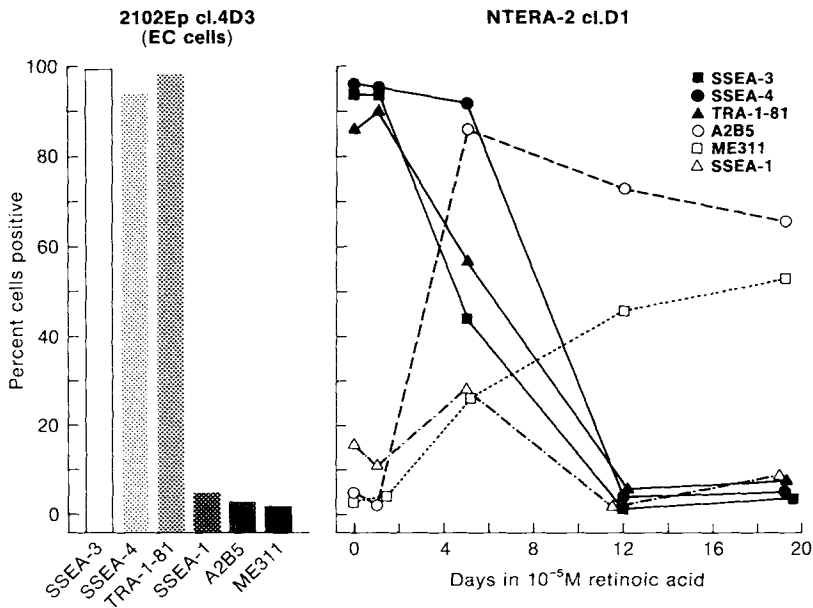 2102Ep cl.4D3
(EC cells)
NTERA-2 cl.D1
Percent cells positive
100
80
60
40
20
0
SSEA-3
SSEA-4
TRA-1-81
SSEA-1
A2B5
ME311
SSEA-3
SSEA-4
TRA-1-81
A2B5
ME311
SSEA-1
0 4 8 12 16 20
Days in 10⁻⁵M retinoic acid